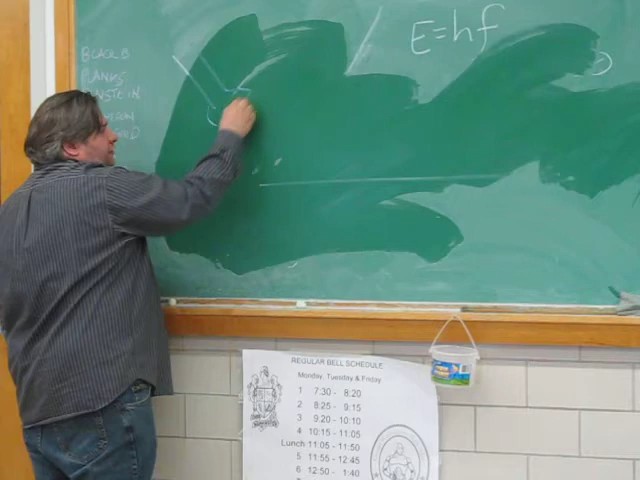 E=hf
BLACK B
PLANKS
REGULAR BELL SCHEDULE
Monday, Tuesday & Friday
1 7:30 - 8:20
2 8:25 - 9:15
3 9:20 - 10:10
4 10:15 - 11:05
Lunch 11:05 - 11:50
5 11:55 - 12:45
6 12:50 - 1:40